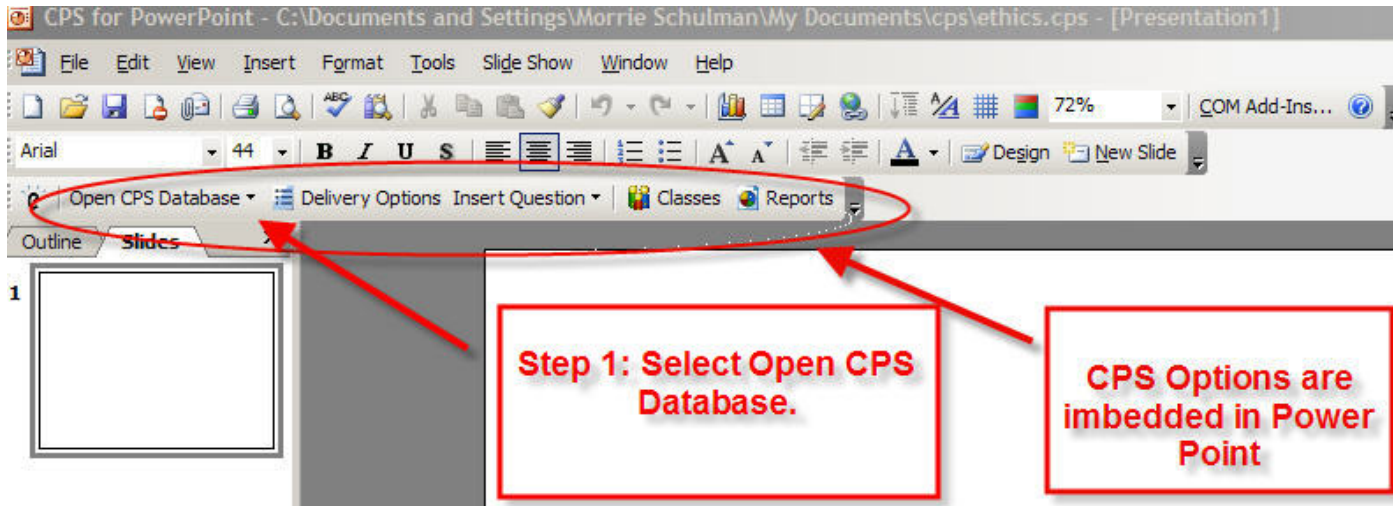 CPS for PowerPoint - C:\Documents and Settings\Morrie Schulman\My Documents\cps\ethics.cps - [Presentation1]
File Edit View Insert Format Tools Slide Show Window Help
ABC 72% COM Add-Ins...
Arial 44 B I U S A A A Design New Slide
Open CPS Database Delivery Options Insert Question Classes Reports
Outline Slides
1
Step 1: Select Open CPS
Database.
CPS Options are
imbedded in Power
Point